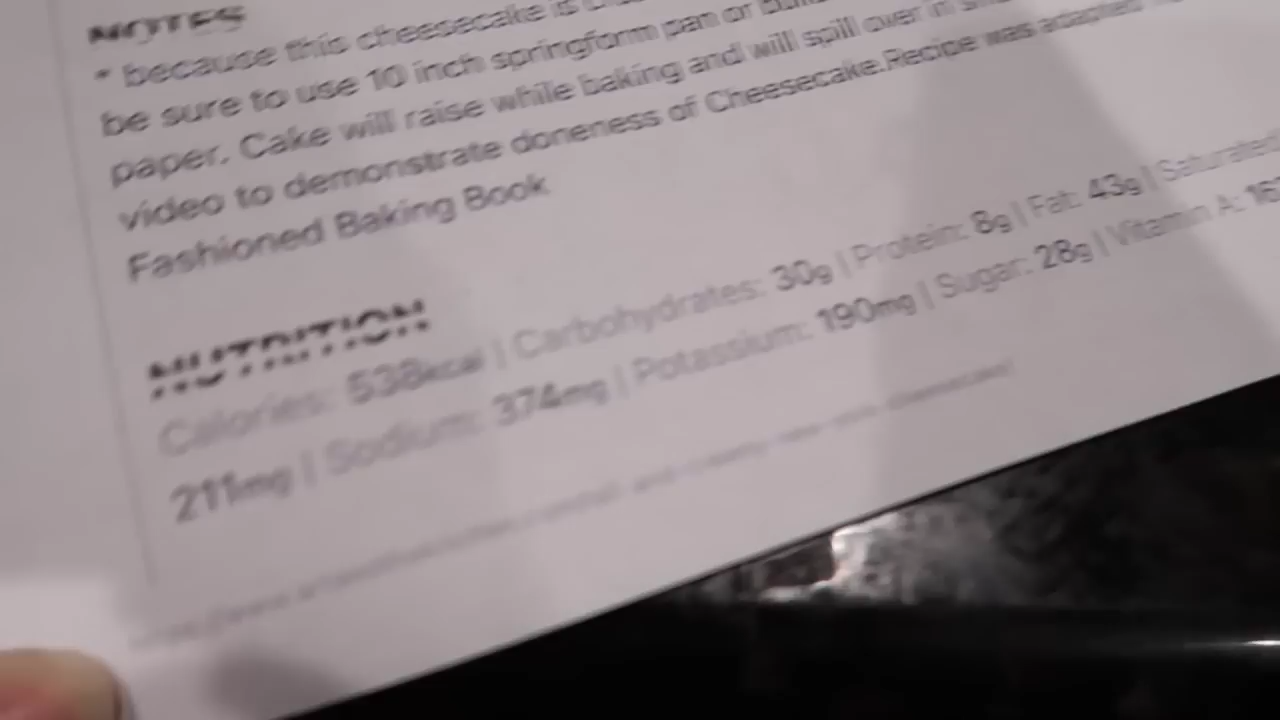 NOTES
* because this cheesecake is
be sure to use 10 inch springform pan or
paper. Cake will raise while baking and will spill over in
video to demonstrate doneness of Cheesecake.Recipe was adapted
Fashioned Baking Book
NUTRITION
Calories: 538kcal | Carbohydrates: 30g | Protein: 8g | Fat: 43g | Saturated
211mg | Sodium: 374mg | Potassium: 190mg | Sugar: 28g | Vitamin A: